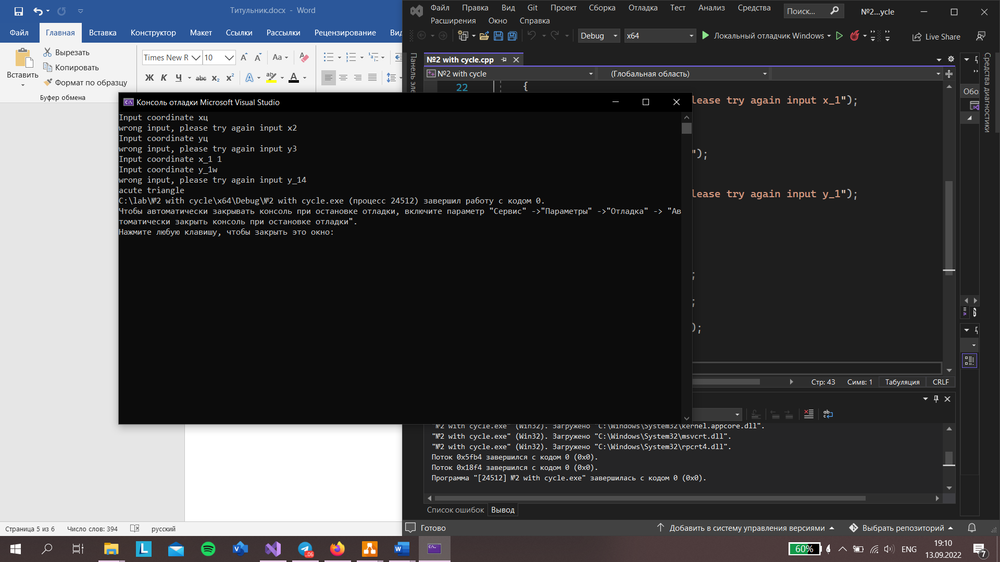 Титульник.docx - Word
Файл Главная Вставка Конструктор Макет Ссылки Рассылки Рецензирование Вид
Вставить
Вырезать
Копировать
Формат по образцу
Буфер обмена
Times New R 10
Aa
Ж К Ч abc x₂ x²
Файл Правка Вид Git Проект Сборка Отладка Тест Анализ Средства
Расширения Окно Справка
Поиск...
№2...ycle
Debug x64 Локальный отладчик Windows Live Share
№2 with cycle.cpp
№2 with cycle (Глобальная область)
22 {
lease try again input x_1");
");
lease try again input y_1");
;
;
);
Средства диагностики
Стр: 43 Симв: 1 Табуляция CRLF
Консоль отладки Microsoft Visual Studio
Input coordinate xц
wrong input, please try again input x2
Input coordinate yц
wrong input, please try again input y3
Input coordinate x_1 1
Input coordinate y_1w
wrong input, please try again input y_14
acute triangle
C:\lab\№2 with cycle\x64\Debug\№2 with cycle.exe (процесс 24512) завершил работу с кодом 0.
Чтобы автоматически закрывать консоль при остановке отладки, включите параметр "Сервис" ->"Параметры" ->"Отладка" -> "Ав
томатически закрыть консоль при остановке отладки".
Нажмите любую клавишу, чтобы закрыть это окно:
"№2 with cycle.exe" (Win32). Загружено "C:\Windows\System32\kernel.appcore.dll".
"№2 with cycle.exe" (Win32). Загружено "C:\Windows\System32\msvcrt.dll".
"№2 with cycle.exe" (Win32). Загружено "C:\Windows\System32\rpcrt4.dll".
Поток 0x5fb4 завершился с кодом 0 (0x0).
Поток 0x18f4 завершился с кодом 0 (0x0).
Программа "[24512] №2 with cycle.exe" завершилась с кодом 0 (0x0).
Список ошибок Вывод
Готово Добавить в систему управления версиями Выбрать репозиторий
Страница 5 из 6 Число слов: 394 русский
60% ENG
19:10
13.09.2022
7